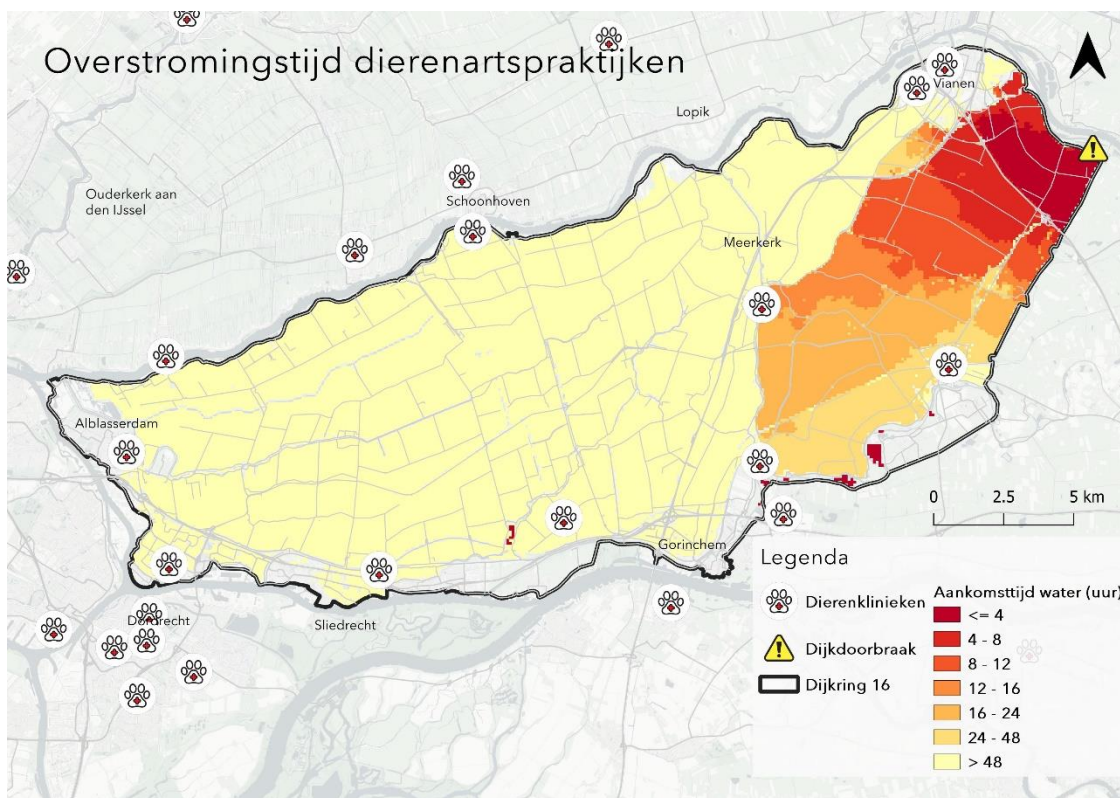 Overstromingstijd dierenartspraktijken
Vianen
Lopik
Ouderkerk aan
den IJssel
Schoonhoven
Meerkerk
Alblasserdam
0 2.5 5 km
Gorinchem
Dordrecht
Sliedrecht
Legenda
Dierenklinieken
Dijkdoorbraak
Dijkring 16
Aankomsttijd water (uur)
<= 4
4 - 8
8 - 12
12 - 16
16 - 24
24 - 48
> 48